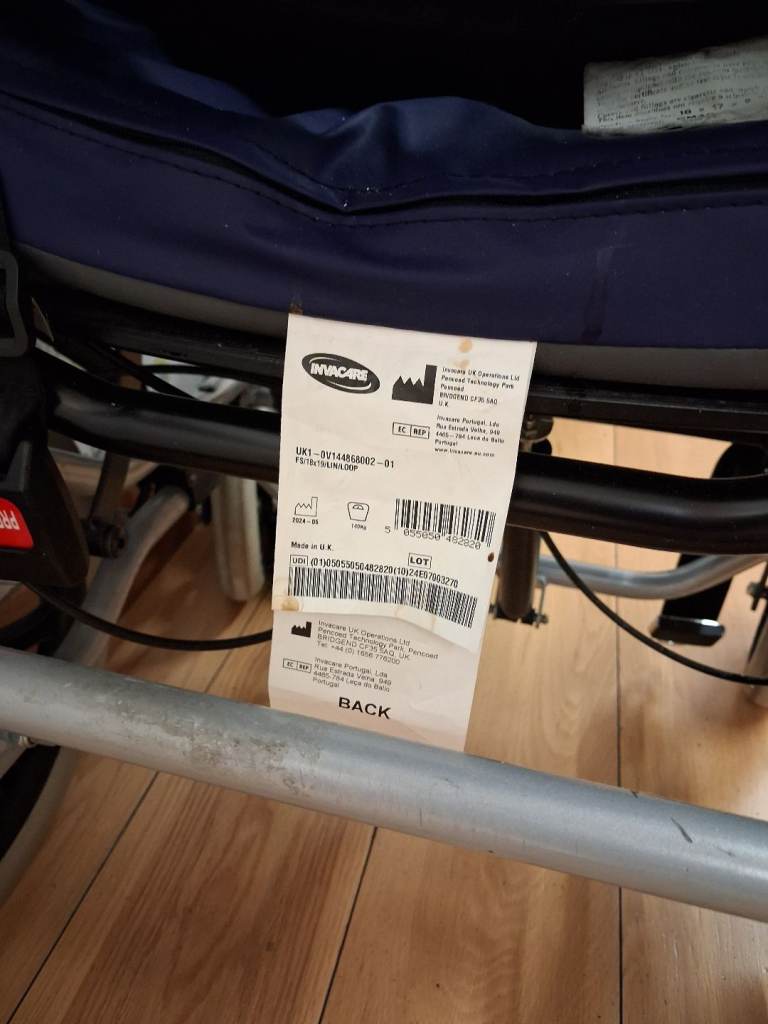 18 x 17 x
INVACARE
Invacare UK Operations Ltd
Pencoed Technology Park
Pencoed
BRIDGEND CF35 5AQ
U.K
EC REP
Invacare Portugal, Lda
Rua Estrada Velha, 949
4465-784 Leça do Balio
Portugal
www.invacare.eu.com
UK1-0V144868002-01
FS/18x19/LIN/LOOP
2024-05
140Kg
5 055050 482820
Made in U.K.
LOT
UDI (01)05055050482820(10)24E07003270
Invacare UK Operations Ltd
Pencoed Technology Park, Pencoed
BRIDGEND CF35 5AQ, UK
Tel: +44 (0) 1656 776200
EC REP
Invacare Portugal, Lda
Rua Estrada Velha 949
4465-784 Leça do Balio
Portugal
BACK